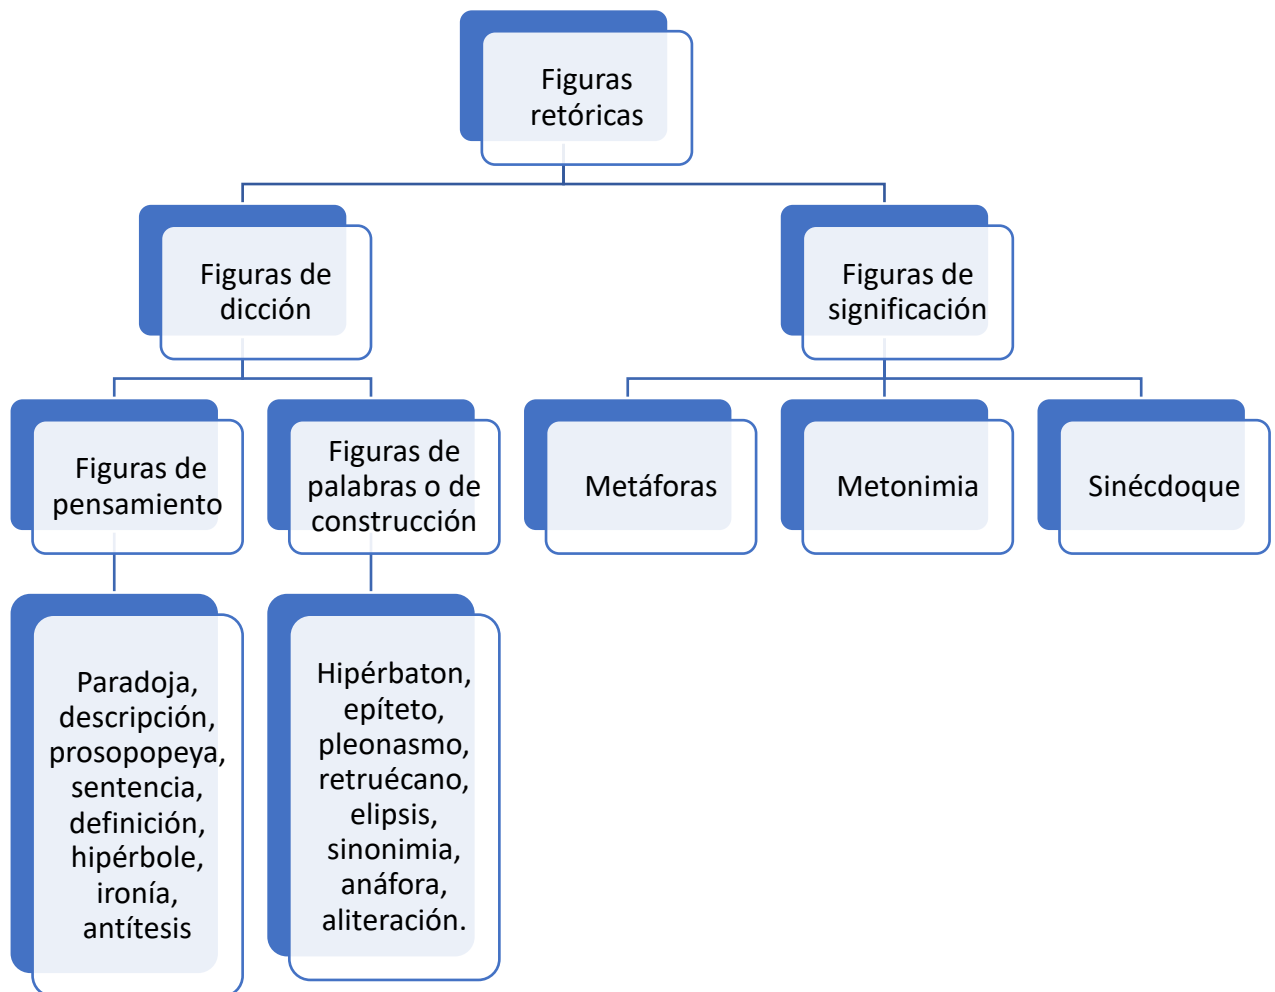 Figuras
retóricas
Figuras de
dicción
Figuras de
significación
Figuras de
pensamiento
Figuras de
palabras o de
construcción
Metáforas
Metonimia
Sinécdoque
Paradoja,
descripción,
prosopopeya,
sentencia,
definición,
hipérbole,
ironía,
antítesis
Hipérbaton,
epíteto,
pleonasmo,
retruécano,
elipsis,
sinonimia,
anáfora,
aliteración.